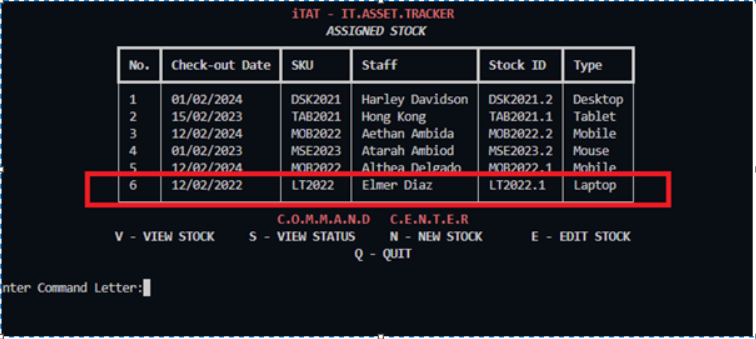 iTAT - IT.ASSET.TRACKER
ASSIGNED STOCK
No. Check-out Date SKU Staff Stock ID Type
1 01/02/2024 DSK2021 Harley Davidson DSK2021.2 Desktop
2 15/02/2023 TAB2021 Hong Kong TAB2021.1 Tablet
3 12/02/2024 MOB2022 Aethan Ambida MOB2022.2 Mobile
4 01/02/2023 MSE2023 Atarah Ambiod MSE2023.2 Mouse
5 12/02/2024 MOB2022 Althea Delgado MOB2022.1 Mobile
6 12/02/2022 LT2022 Elmer Diaz LT2022.1 Laptop
C.O.M.M.A.N.D C.E.N.T.E.R
V - VIEW STOCK S - VIEW STATUS N - NEW STOCK E - EDIT STOCK
Q - QUIT
nter Command Letter: